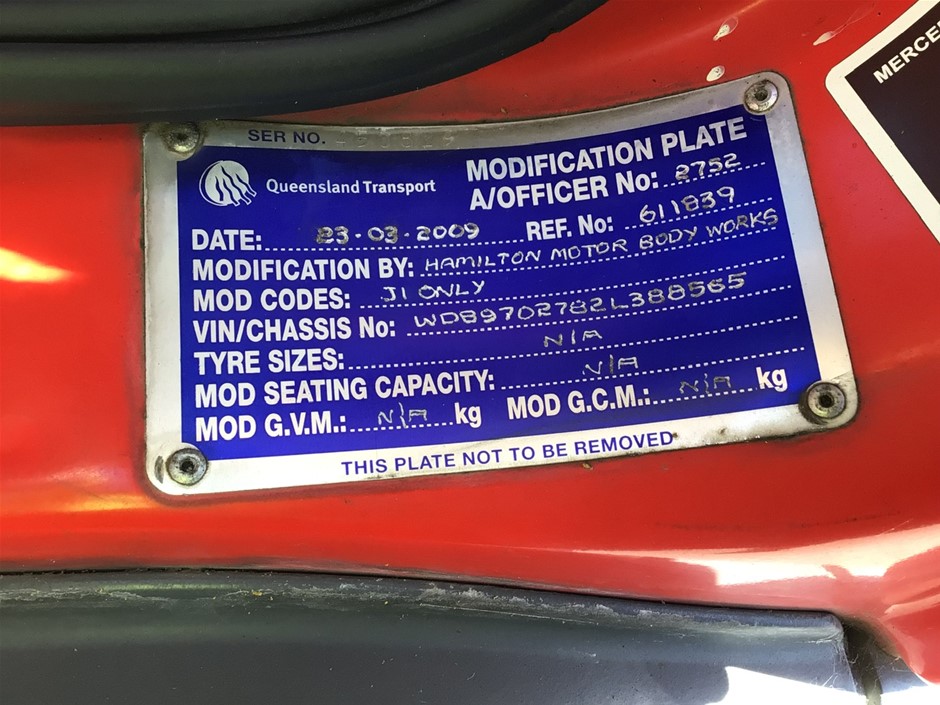 SER NO.
MODIFICATION PLATE
Queensland Transport
A/OFFICER No: 2752
DATE: 23-03-2009 REF. No: 611839
MODIFICATION BY: HAMILTON MOTOR BODY WORKS
MOD CODES: J1 ONLY
VIN/CHASSIS No: WDB9702782L388565
TYRE SIZES: N/A
MOD SEATING CAPACITY: N/A
MOD G.V.M.: N/A kg MOD G.C.M.: N/A kg
THIS PLATE NOT TO BE REMOVED